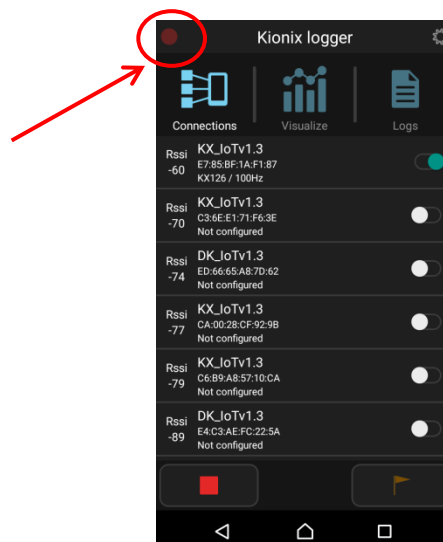 Kionix logger
Connections
Visualize
Logs
Rssi
-60
KX_IoTv1.3
E7:85:BF:1A:F1:87
KX126 / 100Hz
Rssi
-70
KX_IoTv1.3
C3:6E:E1:71:F6:3E
Not configured
Rssi
-74
DK_IoTv1.3
ED:66:65:A8:7D:62
Not configured
Rssi
-77
KX_IoTv1.3
CA:00:28:CF:92:9B
Not configured
Rssi
-79
KX_IoTv1.3
C6:B9:A8:57:10:CA
Not configured
Rssi
-89
DK_IoTv1.3
E4:C3:AE:FC:22:5A
Not configured